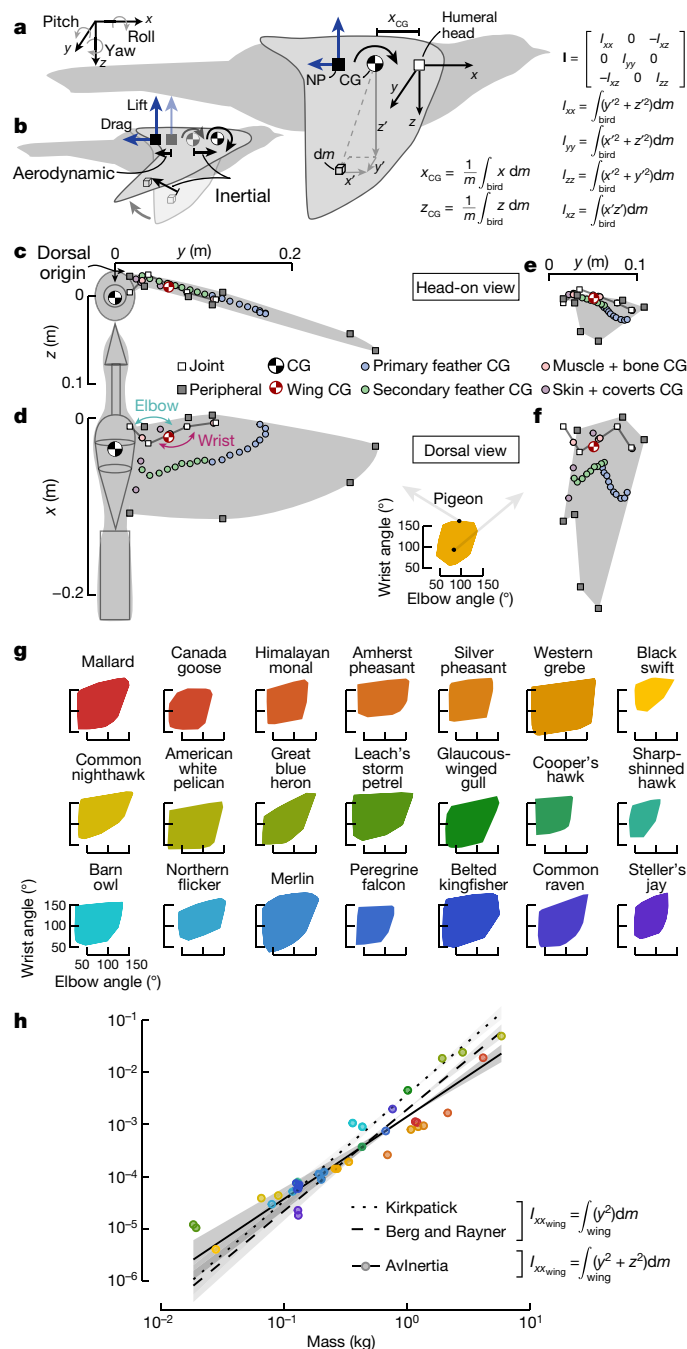 a
Pitch
x
Roll
y
Yaw
z
x_CG
Humeral
head
NP
CG
y
x
z
z′
dm
x′
y′
I = [ I_xx 0 −I_xz
0 I_yy 0
−I_xz 0 I_zz ]
I_xx = ∫_bird (y′² + z′²)dm
I_yy = ∫_bird (x′² + z′²)dm
I_zz = ∫_bird (x′² + y′²)dm
I_xz = ∫_bird (x′z′)dm
x_CG = 1/m ∫_bird x dm
z_CG = 1/m ∫_bird z dm
b
Lift
Drag
Aerodynamic
Inertial
c
y (m)
0
0.2
Dorsal
origin
0
z (m)
0.1
Head-on view
e
y (m)
0
0.1
Joint
CG
Primary feather CG
Muscle + bone CG
Peripheral
Wing CG
Secondary feather CG
Skin + coverts CG
d
0
x (m)
−0.2
Elbow
Wrist
Dorsal view
f
Pigeon
Wrist angle (°)
150
100
50
50
100
150
Elbow angle (°)
g
Mallard
Canada
goose
Himalayan
monal
Amherst
pheasant
Silver
pheasant
Western
grebe
Black
swift
Common
nighthawk
American
white
pelican
Great
blue
heron
Leach's
storm
petrel
Glaucous-
winged
gull
Cooper's
hawk
Sharp-
shinned
hawk
Barn
owl
Northern
flicker
Merlin
Peregrine
falcon
Belted
kingfisher
Common
raven
Steller's
jay
Wrist angle (°)
150
100
50
50
100
150
Elbow angle (°)
h
10⁻¹
10⁻²
10⁻³
10⁻⁴
10⁻⁵
10⁻⁶
Kirkpatick
Berg and Rayner
I_xx_wing = ∫_wing (y²)dm
AvInertia
I_xx_wing = ∫_wing (y² + z²)dm
10⁻²
10⁻¹
10⁰
10¹
Mass (kg)